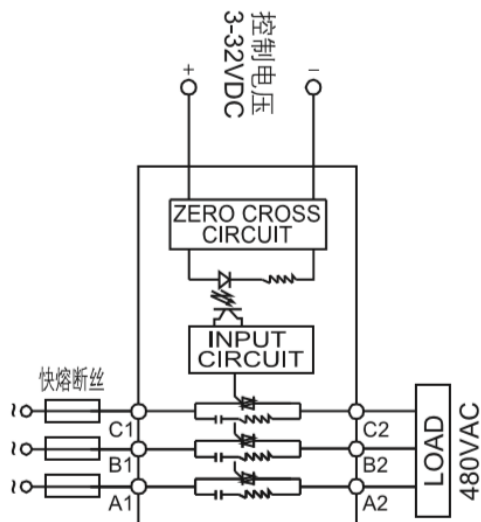 控制电压
3-32VDC
+
−
ZERO CROSS
CIRCUIT
INPUT
CIRCUIT
快熔断丝
~
C1
C2
~
B1
B2
~
A1
A2
LOAD
480VAC